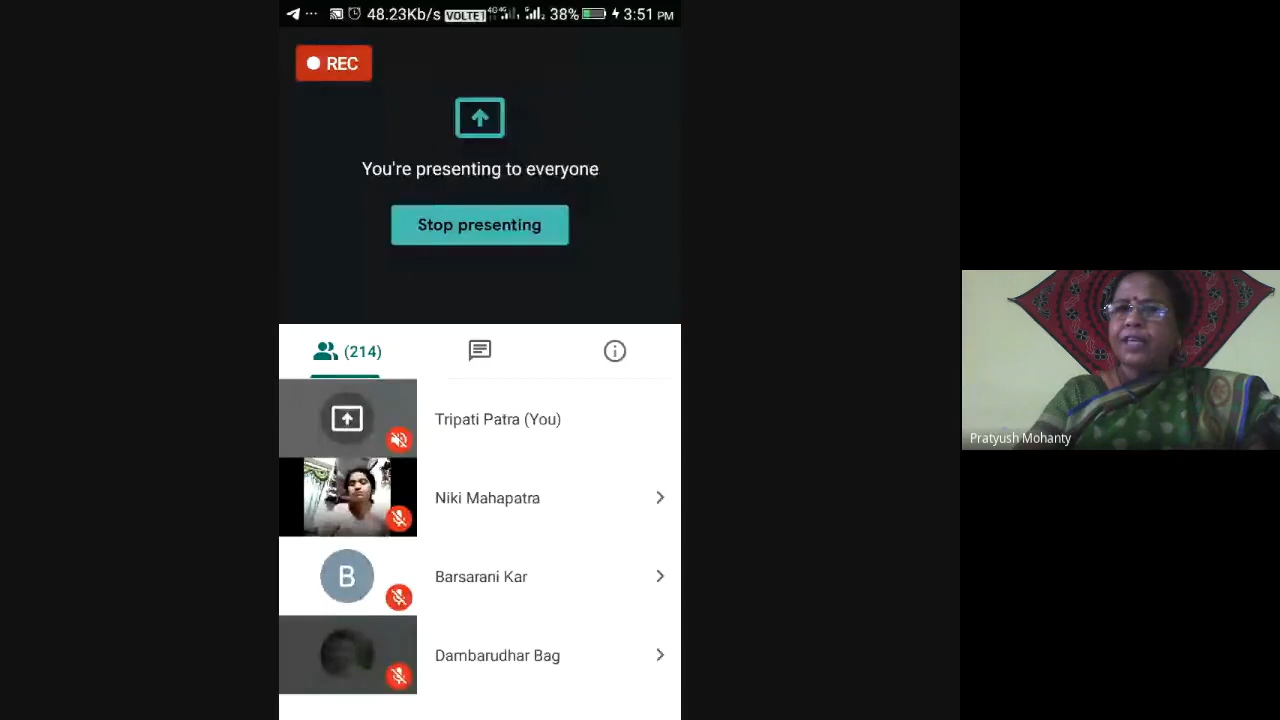 48.23Kb/s VOLTE1 38% 3:51 PM
REC
You're presenting to everyone
Stop presenting
(214)
Tripati Patra (You)
Niki Mahapatra
B
Barsarani Kar
Dambarudhar Bag
Pratyush Mohanty